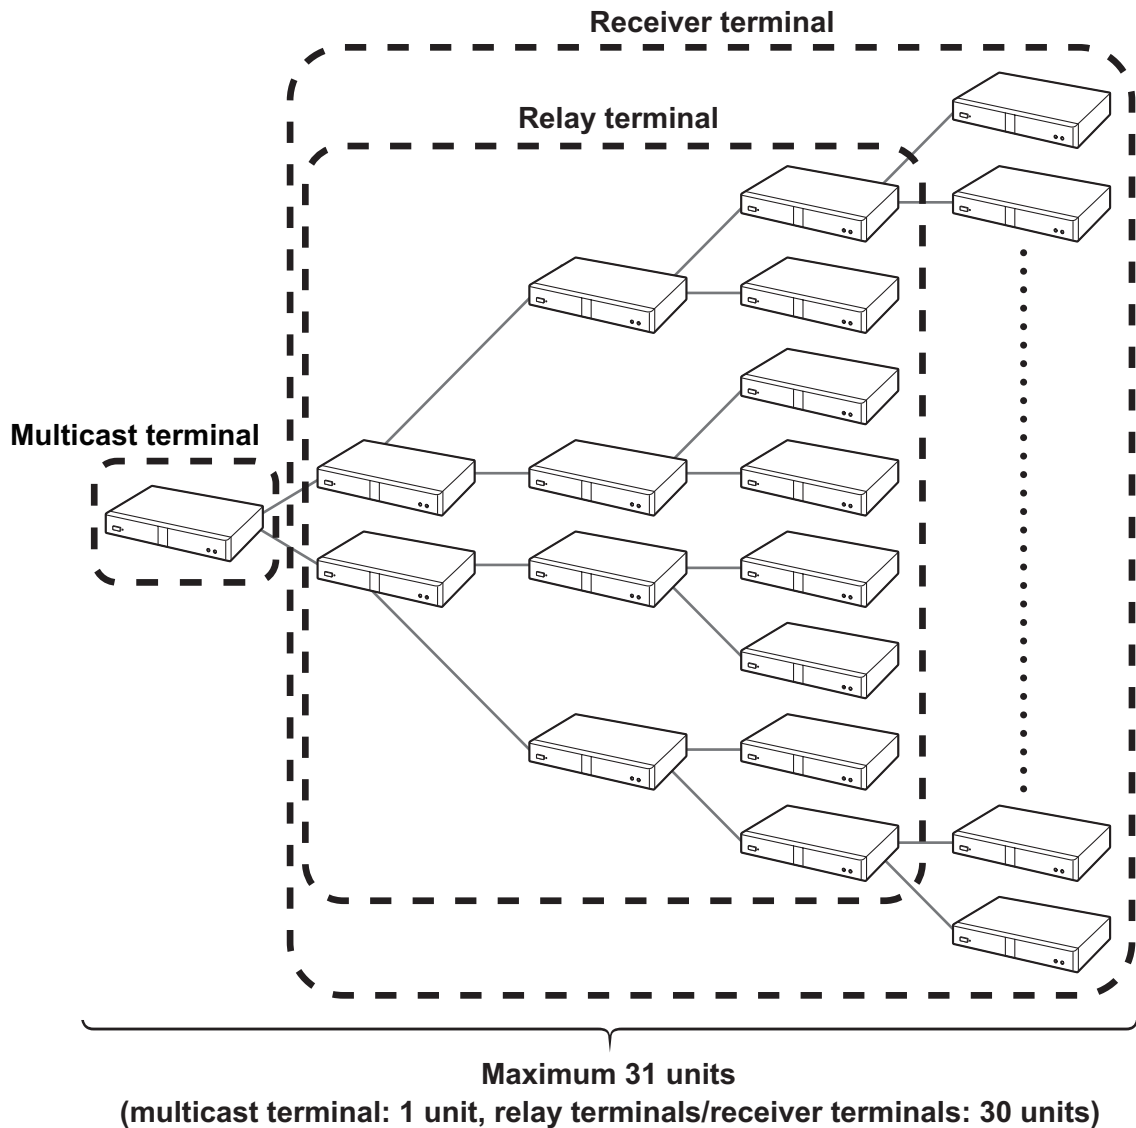 Receiver terminal
Relay terminal
Multicast terminal
Maximum 31 units
(multicast terminal: 1 unit, relay terminals/receiver terminals: 30 units)